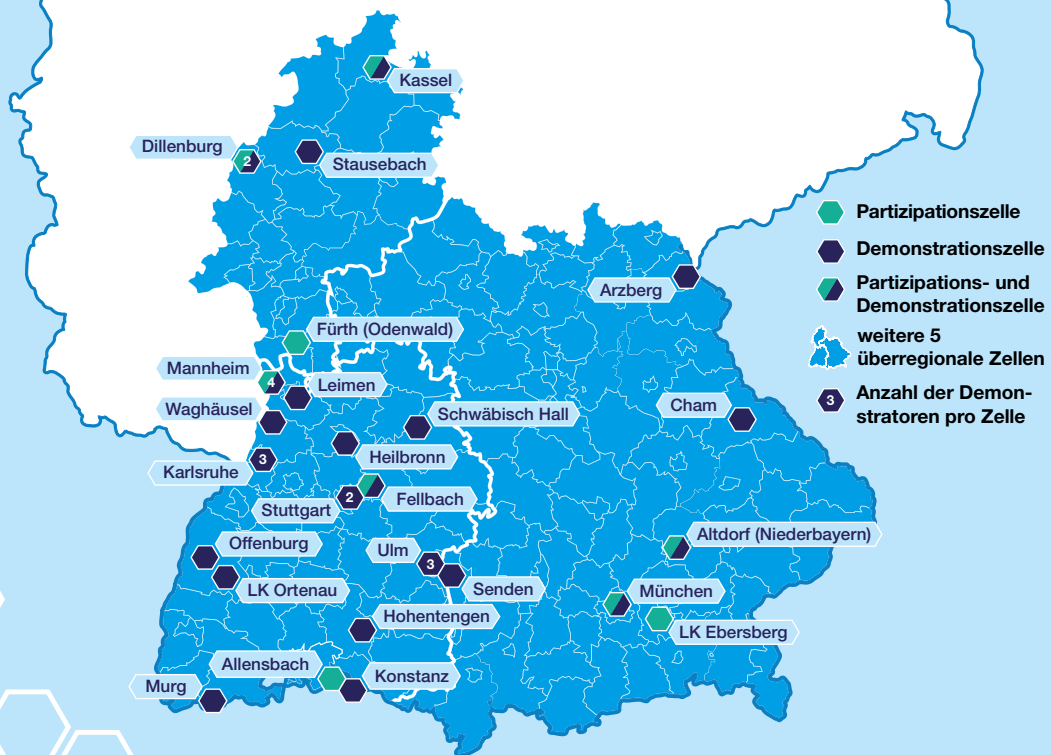 Kassel
Dillenburg
2
Stausebach
Partizipationszelle
Demonstrationszelle
Partizipations- und
Demonstrationszelle
weitere 5
überregionale Zellen
3
Anzahl der Demon-
stratoren pro Zelle
Arzberg
Fürth (Odenwald)
Mannheim
4
Leimen
Waghäusel
Schwäbisch Hall
Cham
Heilbronn
Karlsruhe
3
Stuttgart
2
Fellbach
Offenburg
Ulm
3
Altdorf (Niederbayern)
LK Ortenau
Senden
München
Hohentengen
LK Ebersberg
Allensbach
Konstanz
Murg